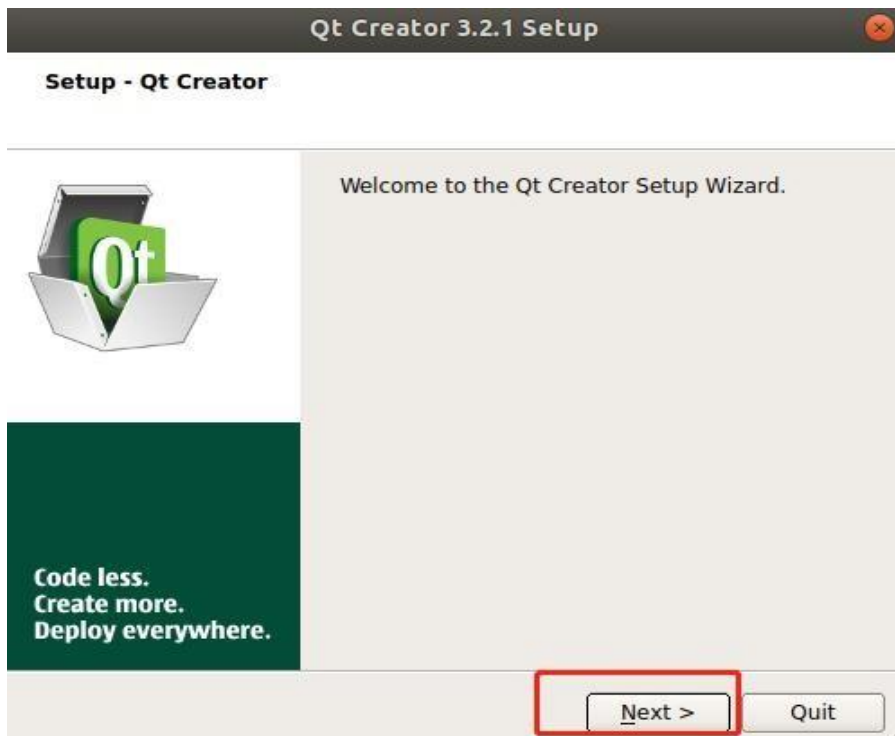 Qt Creator 3.2.1 Setup
Setup - Qt Creator
Welcome to the Qt Creator Setup Wizard.
Qt
Code less.
Create more.
Deploy everywhere.
Next >
Quit